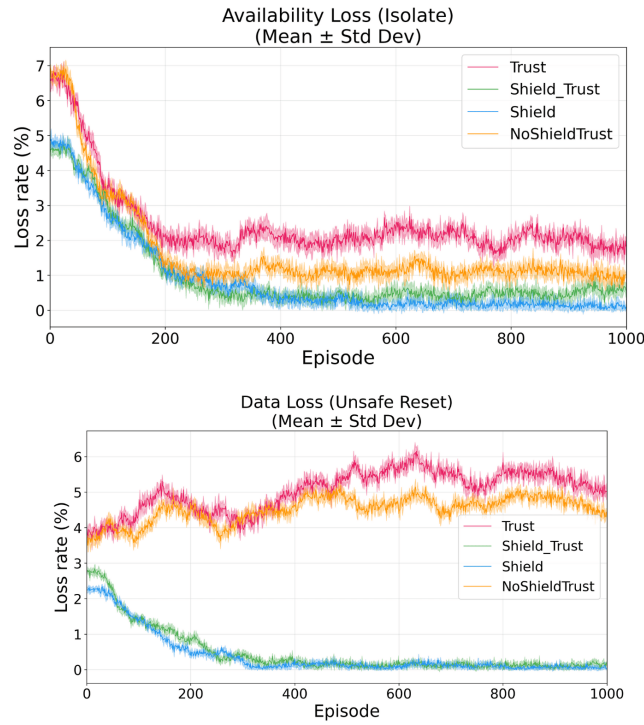 Availability Loss (Isolate)
(Mean ± Std Dev)
Loss rate (%)
7
6
5
4
3
2
1
0
Trust
Shield_Trust
Shield
NoShieldTrust
0
200
400
600
800
1000
Episode
Data Loss (Unsafe Reset)
(Mean ± Std Dev)
Loss rate (%)
6
5
4
3
2
1
0
Trust
Shield_Trust
Shield
NoShieldTrust
0
200
400
600
800
1000
Episode